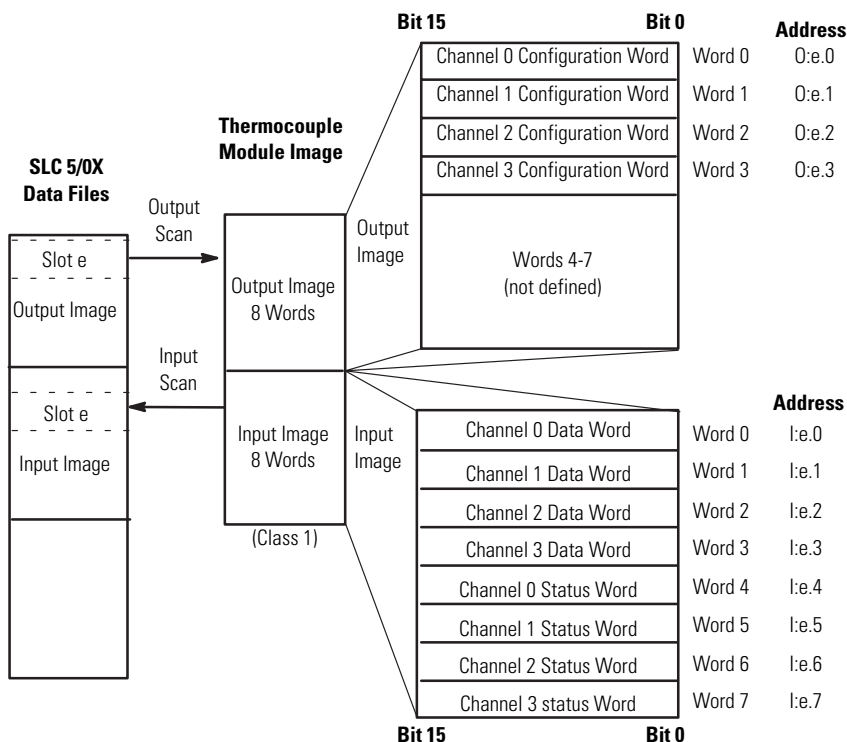 Bit 15
Bit 0
Address
Channel 0 Configuration Word
Word 0
O:e.0
Channel 1 Configuration Word
Word 1
O:e.1
Channel 2 Configuration Word
Word 2
O:e.2
Channel 3 Configuration Word
Word 3
O:e.3
Words 4-7
(not defined)
Thermocouple
Module Image
SLC 5/0X
Data Files
Output
Scan
Output
Image
Slot e
Output Image
Output Image
8 Words
Input
Scan
Slot e
Input Image
Input Image
8 Words
Input
Image
(Class 1)
Address
Channel 0 Data Word
Word 0
I:e.0
Channel 1 Data Word
Word 1
I:e.1
Channel 2 Data Word
Word 2
I:e.2
Channel 3 Data Word
Word 3
I:e.3
Channel 0 Status Word
Word 4
I:e.4
Channel 1 Status Word
Word 5
I:e.5
Channel 2 Status Word
Word 6
I:e.6
Channel 3 status Word
Word 7
I:e.7
Bit 15
Bit 0